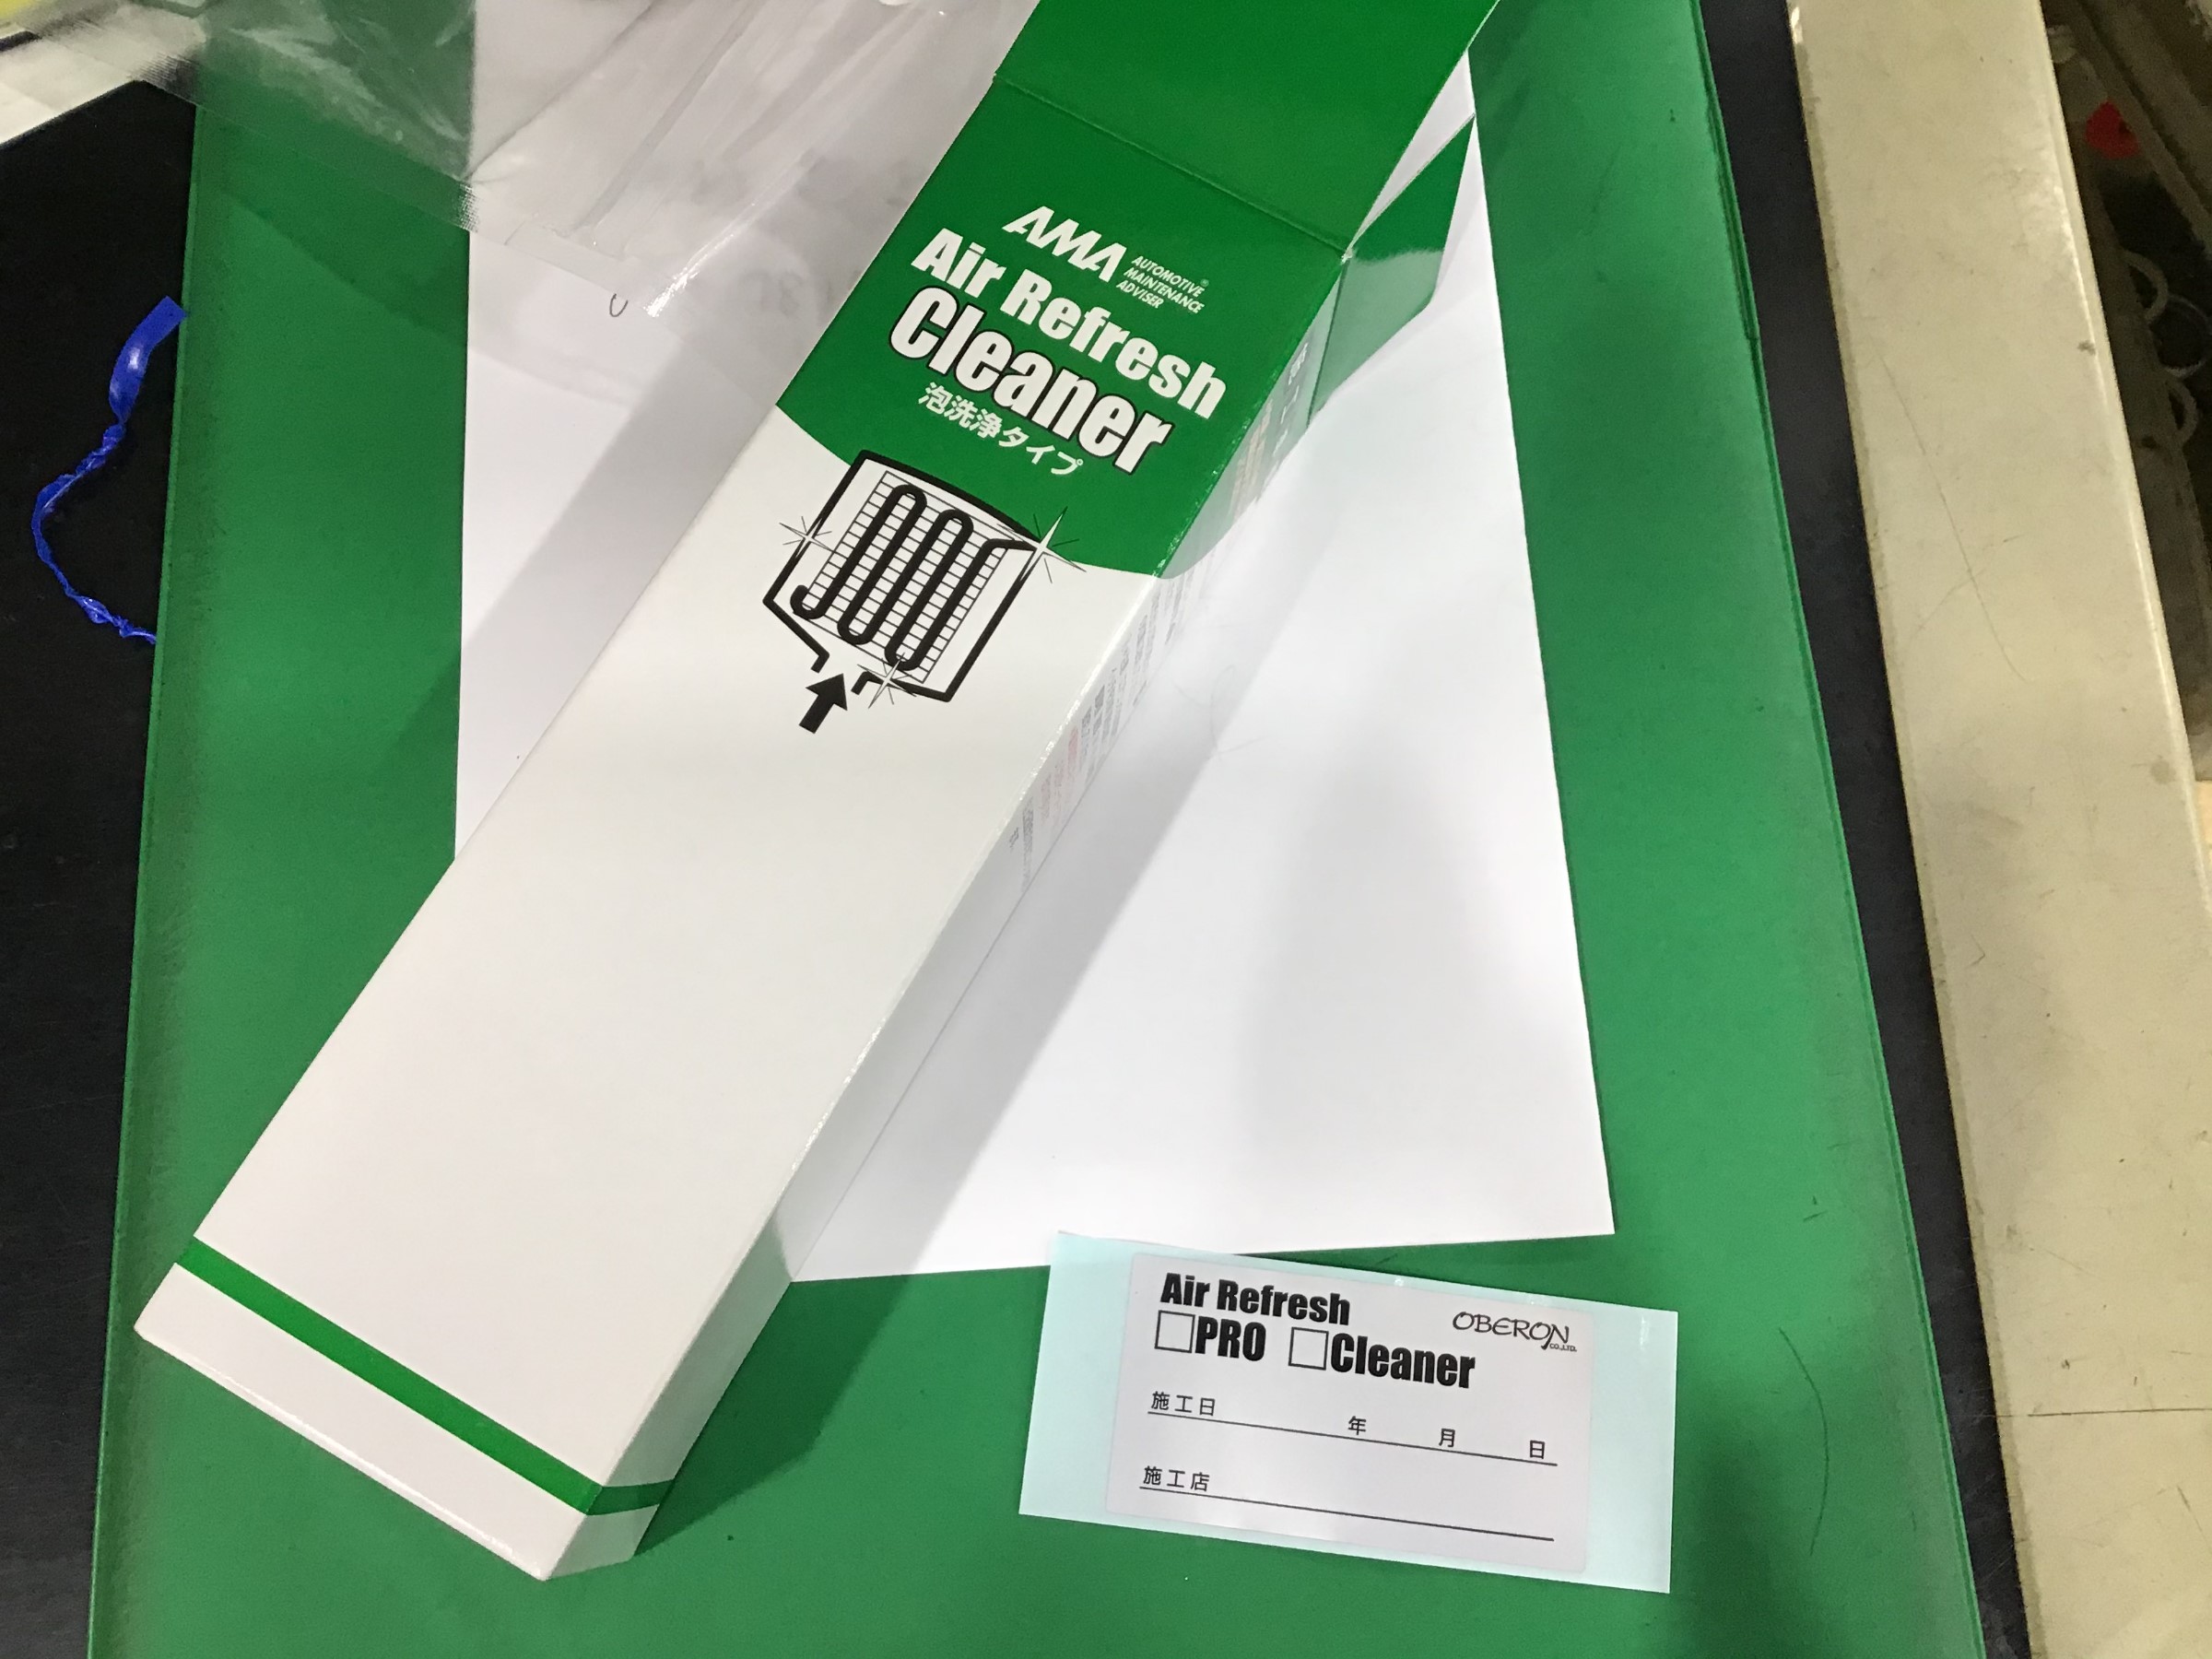 AMA
AUTOMOTIVE®
MAINTENANCE
ADVISER
Air Refresh
Cleaner
泡洗浄タイプ
Air Refresh
OBERON
CO.,LTD.
□PRO □Cleaner
施工日 年 月 日
施工店